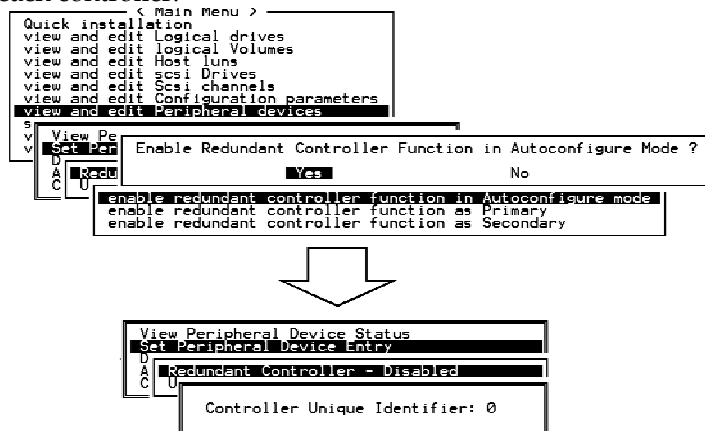 each controller.
< Main Menu >
Quick installation
view and edit Logical drives
view and edit logical Volumes
view and edit Host luns
view and edit scsi Drives
view and edit Scsi channels
view and edit Configuration parameters
view and edit Peripheral devices
s
v View Pe
v Set Per
D
A Redu
C U
Enable Redundant Controller Function in Autoconfigure Mode ?
Yes No
enable redundant controller function in Autoconfigure mode
enable redundant controller function as Primary
enable redundant controller function as Secondary
View Peripheral Device Status
Set Peripheral Device Entry
D
A Redundant Controller - Disabled
C U
Controller Unique Identifier: 0